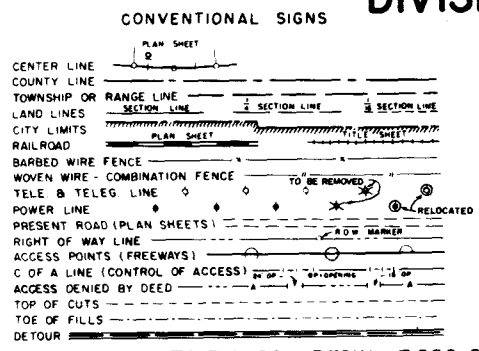 DIVIS
CONVENTIONAL SIGNS
PLAN SHEET
CENTER LINE
COUNTY LINE
TOWNSHIP OR RANGE LINE
LAND LINES SECTION LINE 1/4 SECTION LINE 1/16 SECTION LINE
CITY LIMITS
RAILROAD PLAN SHEET TITLE SHEET
BARBED WIRE FENCE
WOVEN WIRE - COMBINATION FENCE
TELE. & TELEG. LINE TO BE REMOVED
POWER LINE RELOCATED
PRESENT ROAD (PLAN SHEETS)
RIGHT OF WAY LINE R.O.W. MARKER
ACCESS POINTS (FREEWAYS)
C OF A LINE (CONTROL OF ACCESS) OPENING
ACCESS DENIED BY DEED A A
TOP OF CUTS
TOE OF FILLS
DETOUR